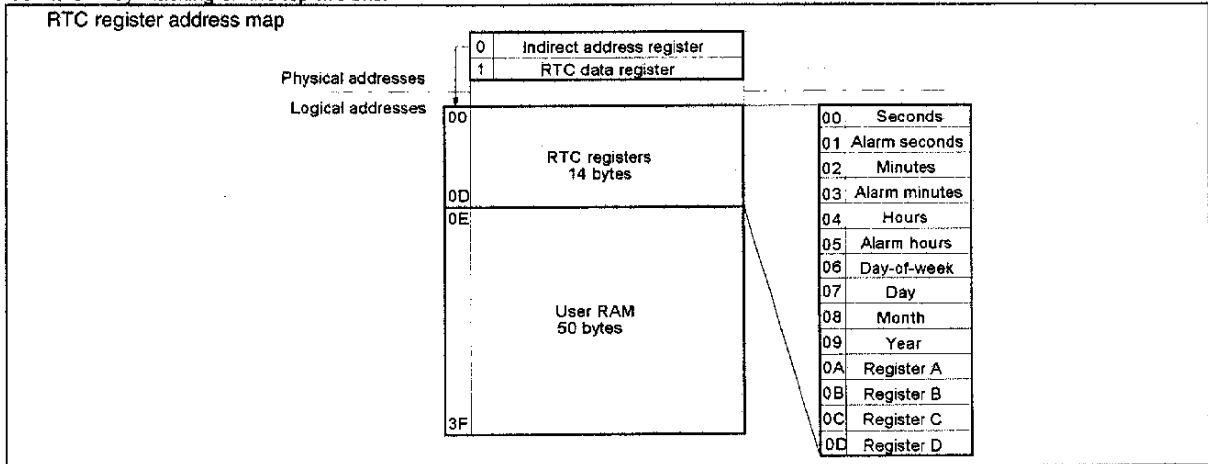 RTC register address map
0 Indirect address register
1 RTC data register
Physical addresses
Logical addresses
00
RTC registers
14 bytes
0D
0E
User RAM
50 bytes
3F
00 Seconds
01 Alarm seconds
02 Minutes
03 Alarm minutes
04 Hours
05 Alarm hours
06 Day-of-week
07 Day
08 Month
09 Year
0A Register A
0B Register B
0C Register C
0D Register D